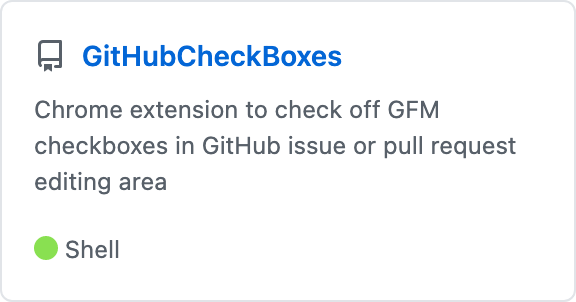 GitHubCheckBoxes
Chrome extension to check off GFM
checkboxes in GitHub issue or pull request
editing area
Shell